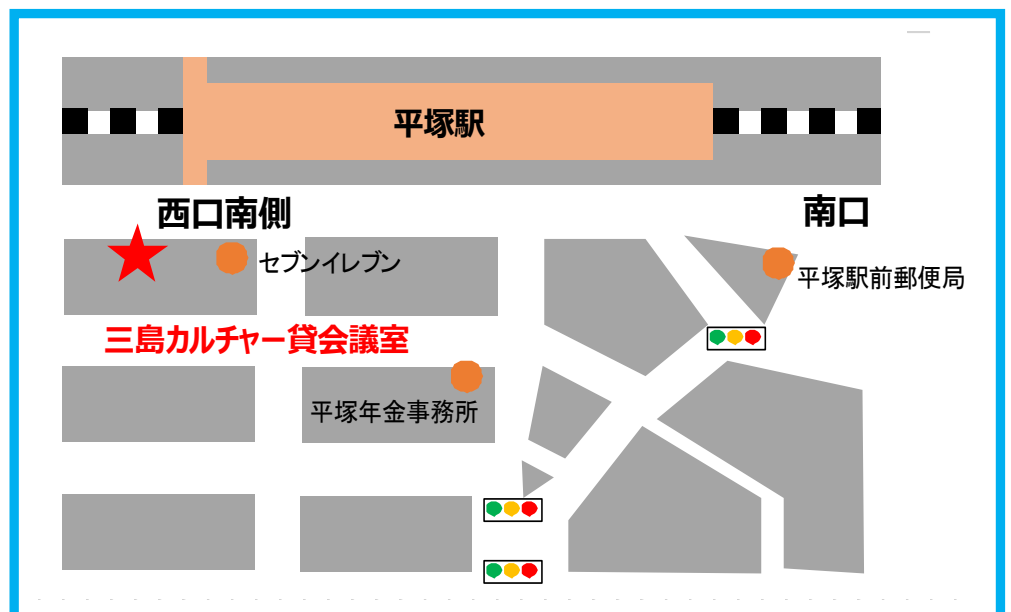 平塚駅
西口南側
南口
セブンイレブン
平塚駅前郵便局
三島カルチャー貸会議室
平塚年金事務所